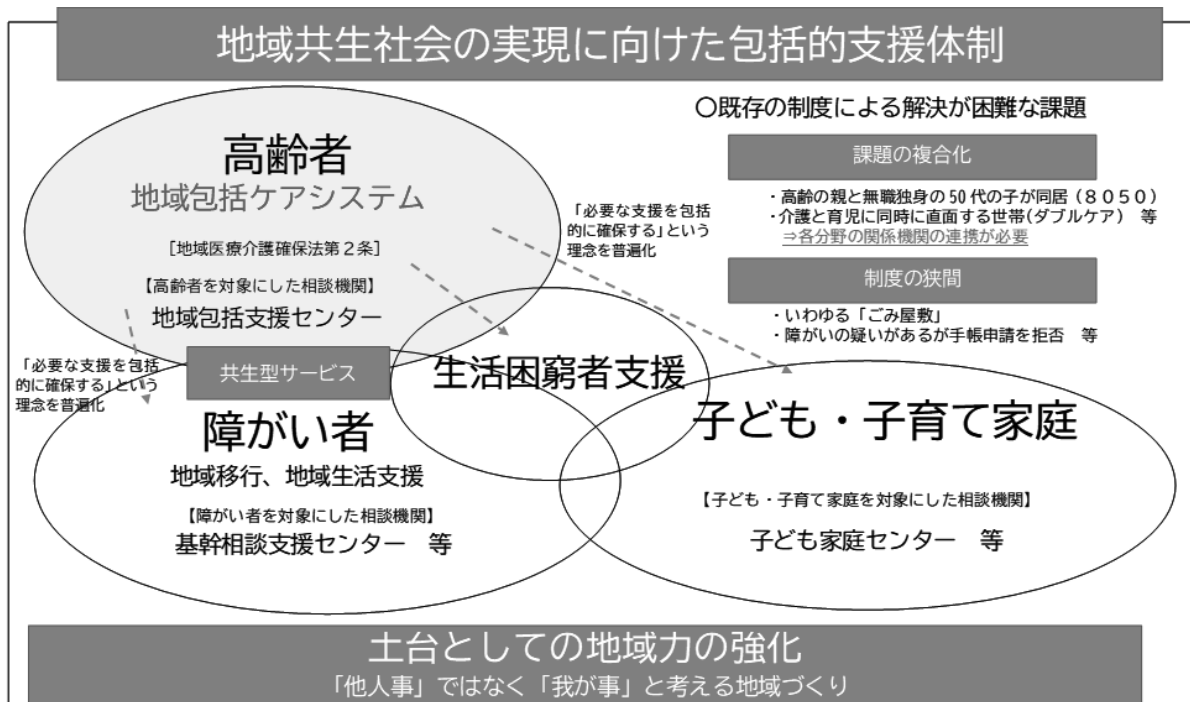 地域共生社会の実現に向けた包括的支援体制
〇既存の制度による解決が困難な課題
課題の複合化
・高齢の親と無職独身の50代の子が同居(8050)
・介護と育児に同時に直面する世帯(ダブルケア) 等
⇒各分野の関係機関の連携が必要
制度の狭間
・いわゆる「ごみ屋敷」
・障がいの疑いがあるが手帳申請を拒否 等
高齢者
地域包括ケアシステム
[地域医療介護確保法第2条]
【高齢者を対象にした相談機関】
地域包括支援センター
「必要な支援を包括
的に確保する」という
理念を普遍化
「必要な支援を包括
的に確保する」という
理念を普遍化
共生型サービス
生活困窮者支援
障がい者
地域移行、地域生活支援
【障がい者を対象にした相談機関】
基幹相談支援センター 等
子ども・子育て家庭
【子ども・子育て家庭を対象にした相談機関】
子ども家庭センター 等
土台としての地域力の強化
「他人事」ではなく「我が事」と考える地域づくり